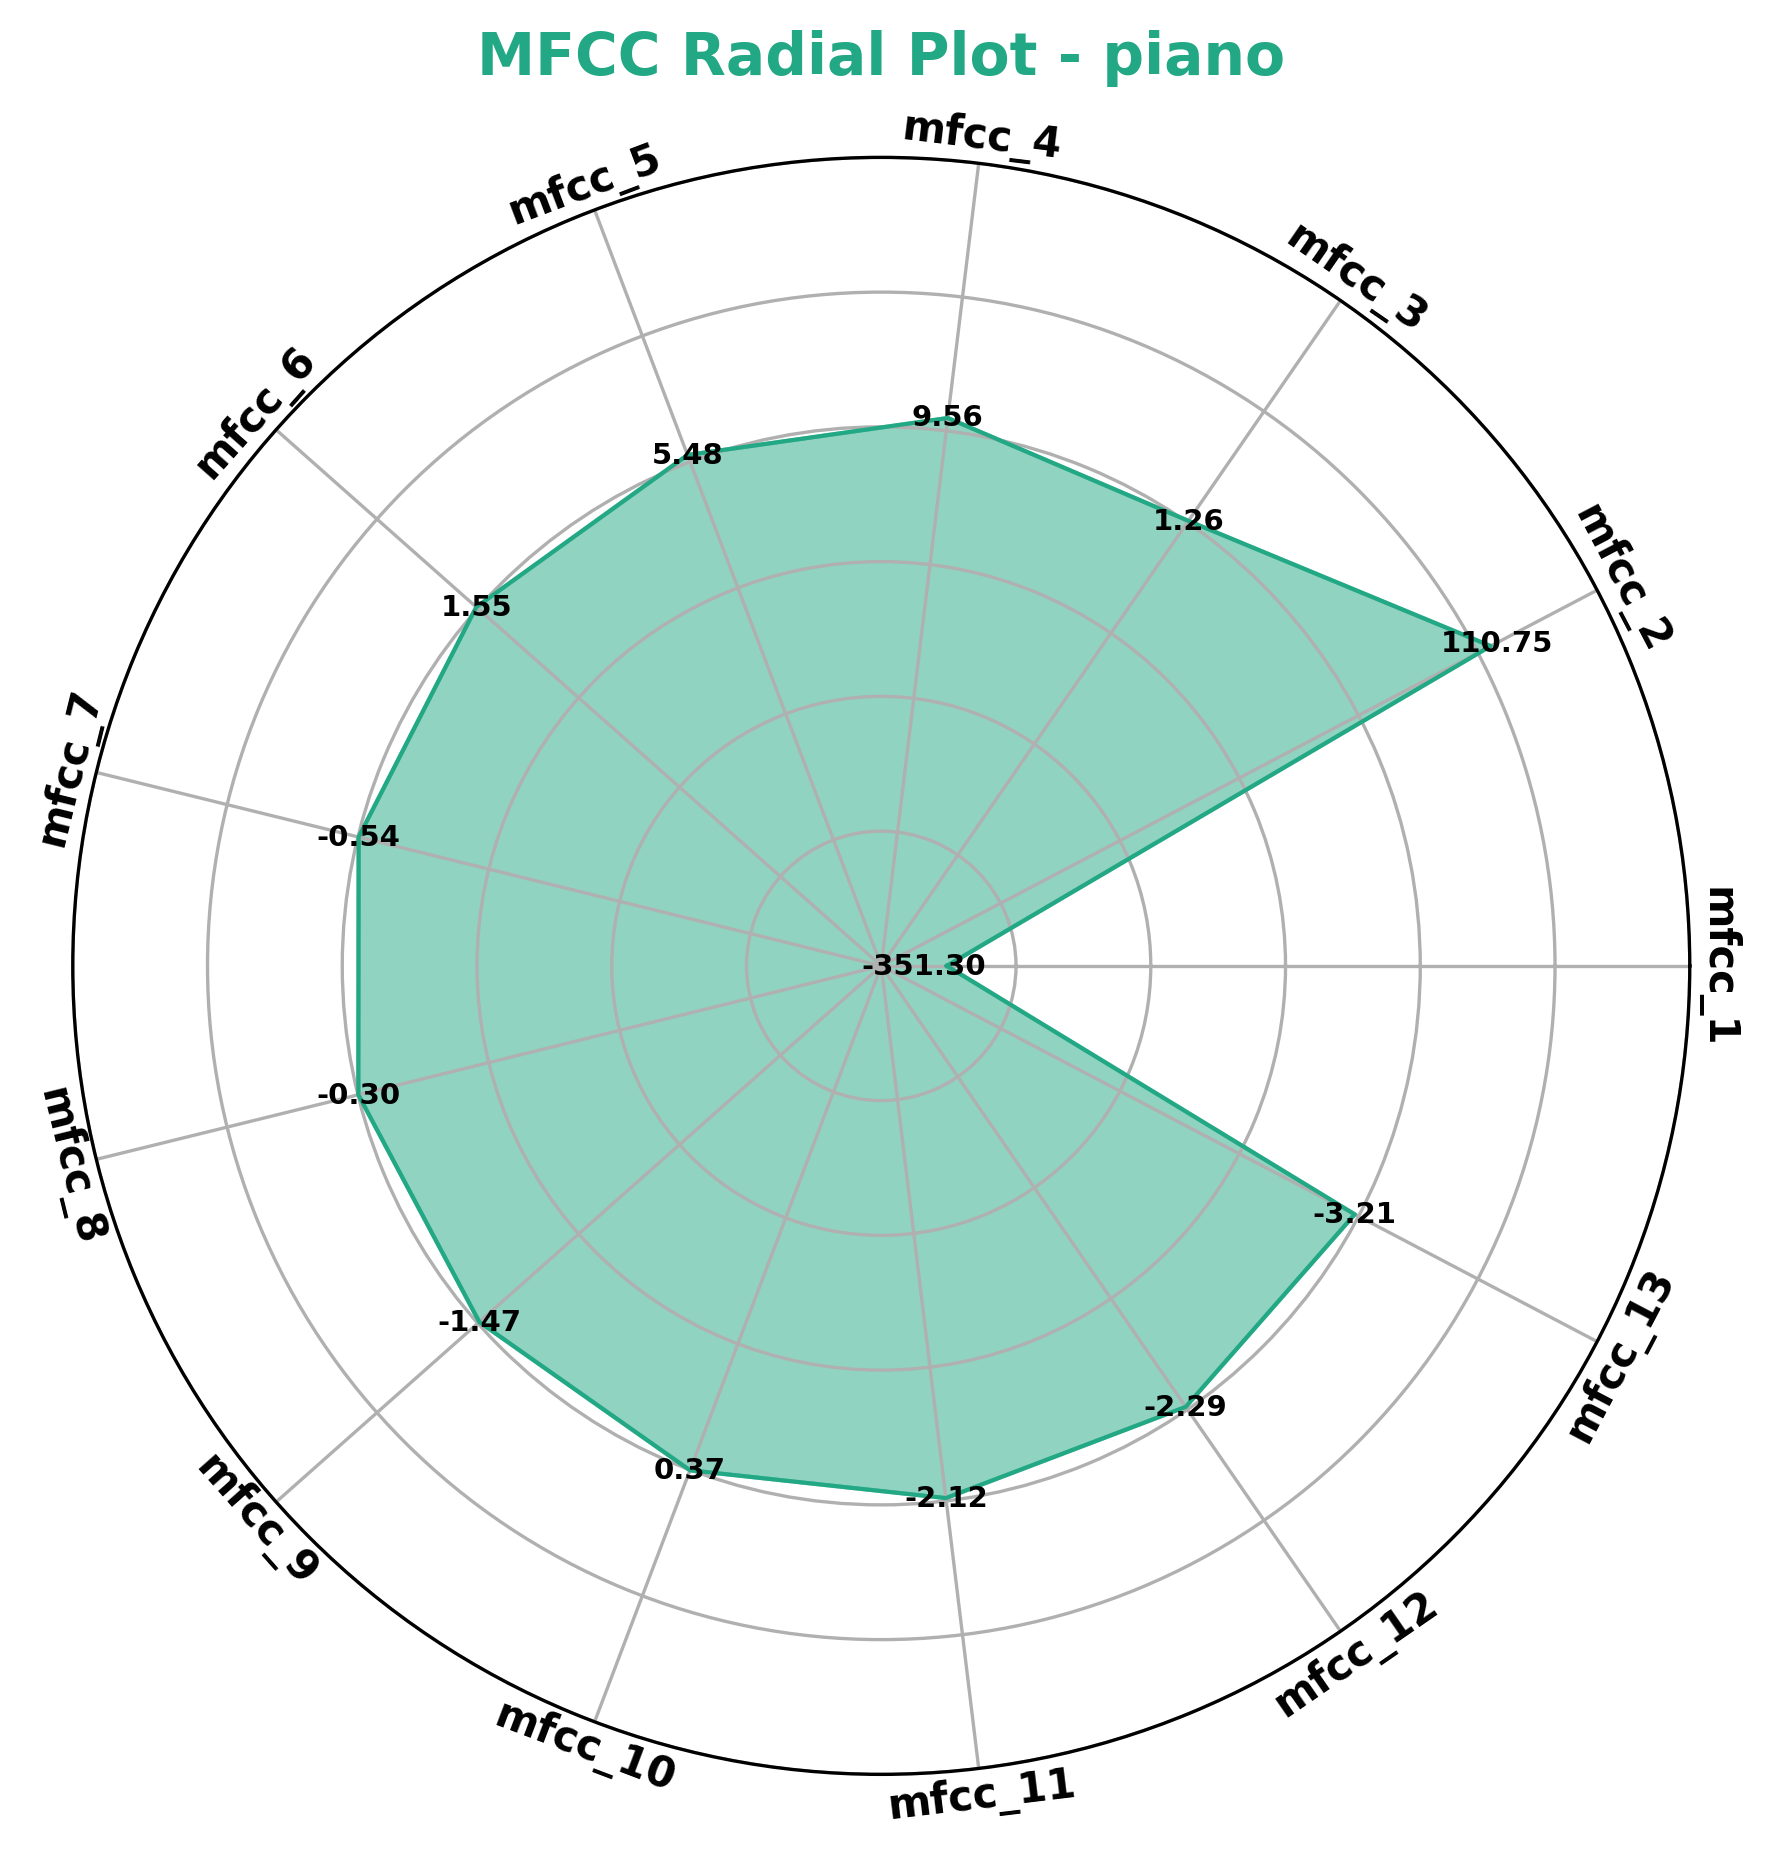 MFCC Radial Plot - piano
mfcc_4
mfcc_5
mfcc_3
mfcc_6
9.56
5.48
1.26
mfcc_2
1.55
110.75
mfcc_7
-0.54
mfcc_1
-351.30
-0.30
mfcc_8
-3.21
-1.47
mfcc_13
-2.29
0.37
-2.12
mfcc_9
mfcc_12
mfcc_10
mfcc_11